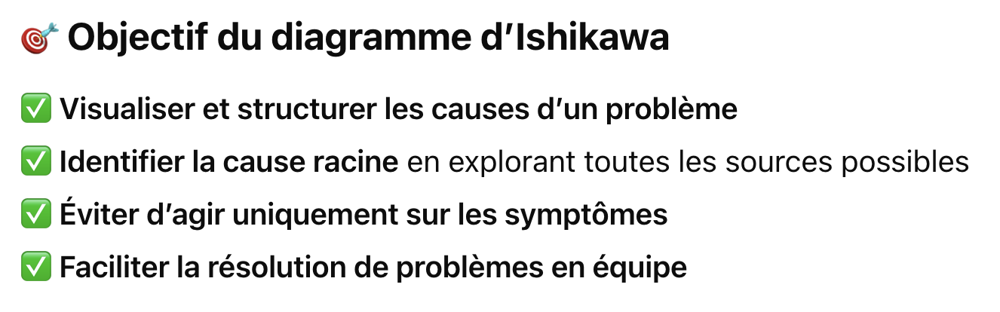 🎯 Objectif du diagramme d’Ishikawa
✅ Visualiser et structurer les causes d’un problème
✅ Identifier la cause racine en explorant toutes les sources possibles
✅ Éviter d’agir uniquement sur les symptômes
✅ Faciliter la résolution de problèmes en équipe